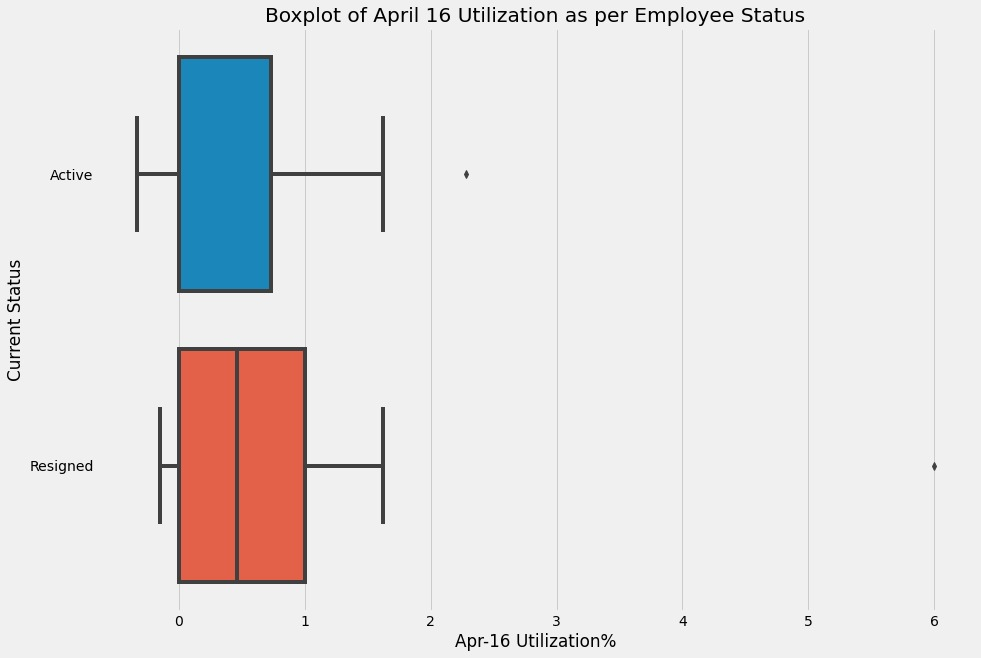 Boxplot of April 16 Utilization as per Employee Status
Current Status
Active
Resigned
0 1 2 3 4 5 6
Apr-16 Utilization%